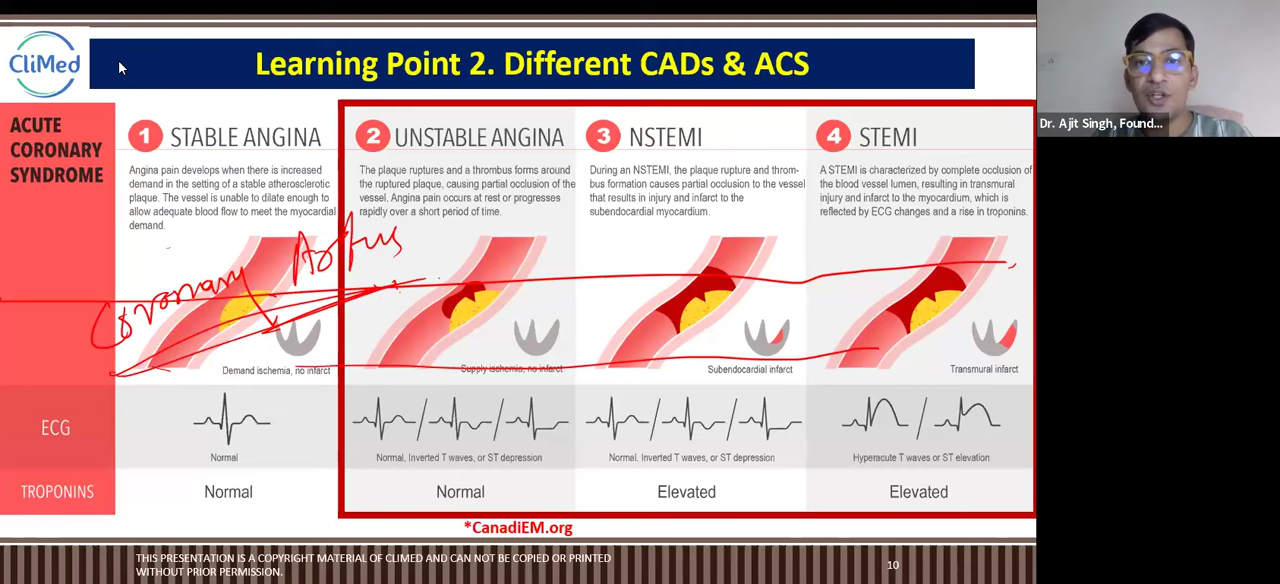 CliMed
Learning Point 2. Different CADs & ACS
Dr. Ajit Singh, Found...
ACUTE
CORONARY
SYNDROME
1 STABLE ANGINA
Angina pain develops when there is increased
demand in the setting of a stable atherosclerotic
plaque. The vessel is unable to dilate enough to
allow adequate blood flow to meet the myocardial
demand.
2 UNSTABLE ANGINA
The plaque ruptures and a thrombus forms around
the ruptured plaque, causing partial occlusion of the
vessel. Angina pain occurs at rest or progresses
rapidly over a short period of time.
3 NSTEMI
During an NSTEMI, the plaque rupture and throm-
bus formation causes partial occlusion to the vessel
that results in injury and infarct to the
subendocardial myocardium.
4 STEMI
A STEMI is characterized by complete occlusion of
the blood vessel lumen, resulting in transmural
injury and infarct to the myocardium, which is
reflected by ECG changes and a rise in troponins.
Coronary
Demand ischemia, no infarct
Supply ischemia, no infarct
Subendocardial infarct
Transmural infarct
ECG
Normal
Normal, Inverted T waves, or ST depression
Normal, Inverted T waves, or ST depression
Hyperacute T waves or ST elevation
TROPONINS
Normal
Normal
Elevated
Elevated
*CanadiEM.org
THIS PRESENTATION IS A COPYRIGHT MATERIAL OF CLIMED AND CAN NOT BE COPIED OR PRINTED
WITHOUT PRIOR PERMISSION.
10